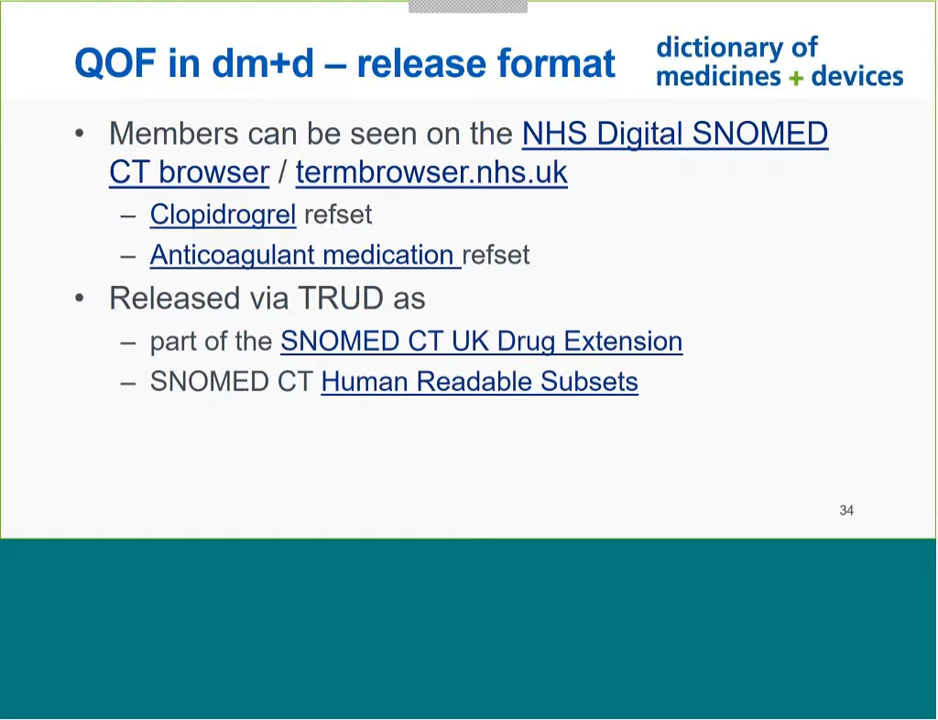 QOF in dm+d – release format
dictionary of
medicines + devices
• Members can be seen on the NHS Digital SNOMED
CT browser / termbrowser.nhs.uk
– Clopidrogrel refset
– Anticoagulant medication refset
• Released via TRUD as
– part of the SNOMED CT UK Drug Extension
– SNOMED CT Human Readable Subsets
34